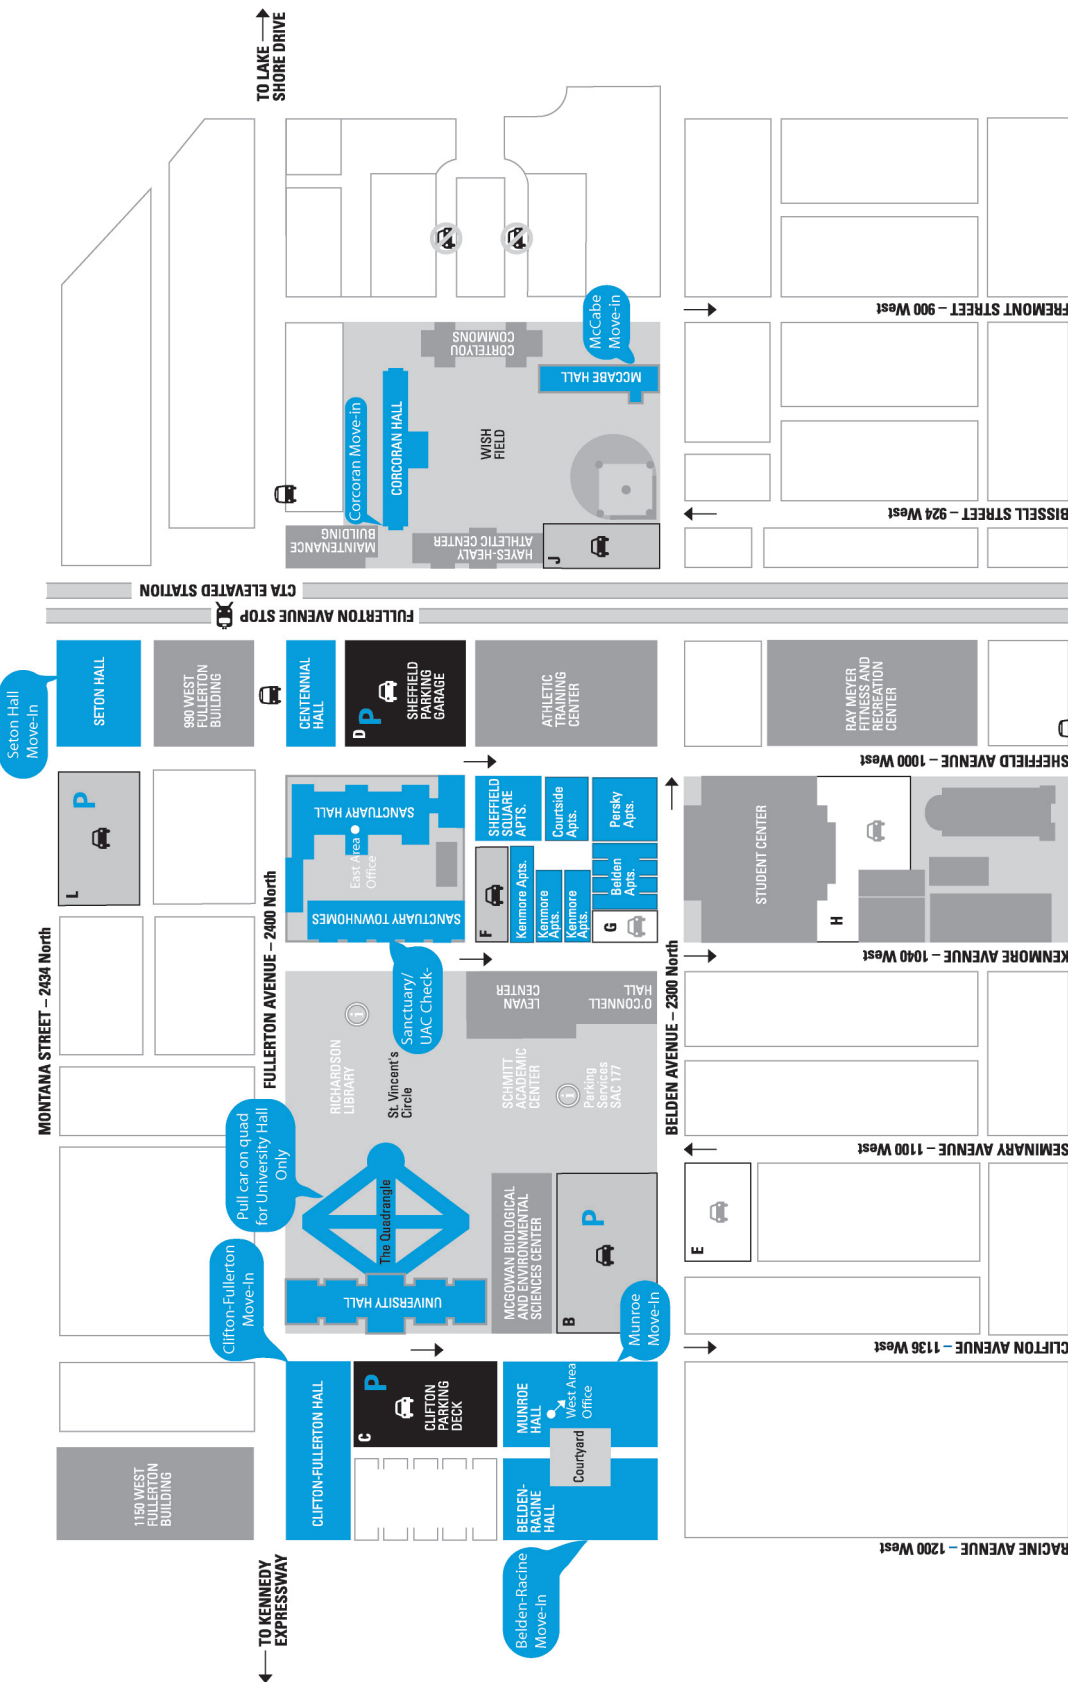 TO LAKE
SHORE DRIVE
FREMONT STREET – 900 West
McCabe
Move-in
CORTELYOU
COMMONS
MCCABE HALL
Corcoran Move-in
CORCORAN HALL
WISH
FIELD
BISSELL STREET – 924 West
MAINTENANCE
BUILDING
HAYES-HEALY
ATHLETIC CENTER
J
CTA ELEVATED STATION
FULLERTON AVENUE STOP
Seton Hall
Move-In
SETON HALL
990 WEST
FULLERTON
BUILDING
CENTENNIAL
HALL
D
P
SHEFFIELD
PARKING
GARAGE
ATHLETIC
TRAINING
CENTER
RAY MEYER
FITNESS AND
RECREATION
CENTER
SHEFFIELD AVENUE – 1000 West
L
P
SANCTUARY HALL
East Area
Office
SANCTUARY TOWNHOMES
SHEFFIELD
SQUARE
APTS.
Courtside
Apts.
Persky
Apts.
F
Kenmore Apts.
Kenmore
Apts.
Kenmore
Apts.
Belden
Apts.
G
STUDENT CENTER
H
MONTANA STREET – 2434 North
FULLERTON AVENUE – 2400 North
BELDEN AVENUE – 2300 North
KENMORE AVENUE – 1040 West
Sanctuary/
UAC Check-
RICHARDSON
LIBRARY
i
St. Vincent's
Circle
LEVAN
CENTER
O'CONNELL
HALL
SCHMITT
ACADEMIC
CENTER
i
Parking
Services
SAC 177
SEMINARY AVENUE – 1100 West
Pull car on quad
for University Hall
Only
The Quadrangle
UNIVERSITY HALL
MCGOWAN BIOLOGICAL
AND ENVIRONMENTAL
SCIENCES CENTER
B
P
E
Clifton-Fullerton
Move-In
Munroe
Move-In
CLIFTON AVENUE – 1136 West
CLIFTON-FULLERTON HALL
C
P
CLIFTON
PARKING
DECK
MUNROE
HALL
West Area
Office
Courtyard
BELDEN-
RACINE
HALL
1150 WEST
FULLERTON
BUILDING
Belden-Racine
Move-In
RACINE AVENUE – 1200 West
TO KENNEDY
EXPRESSWAY